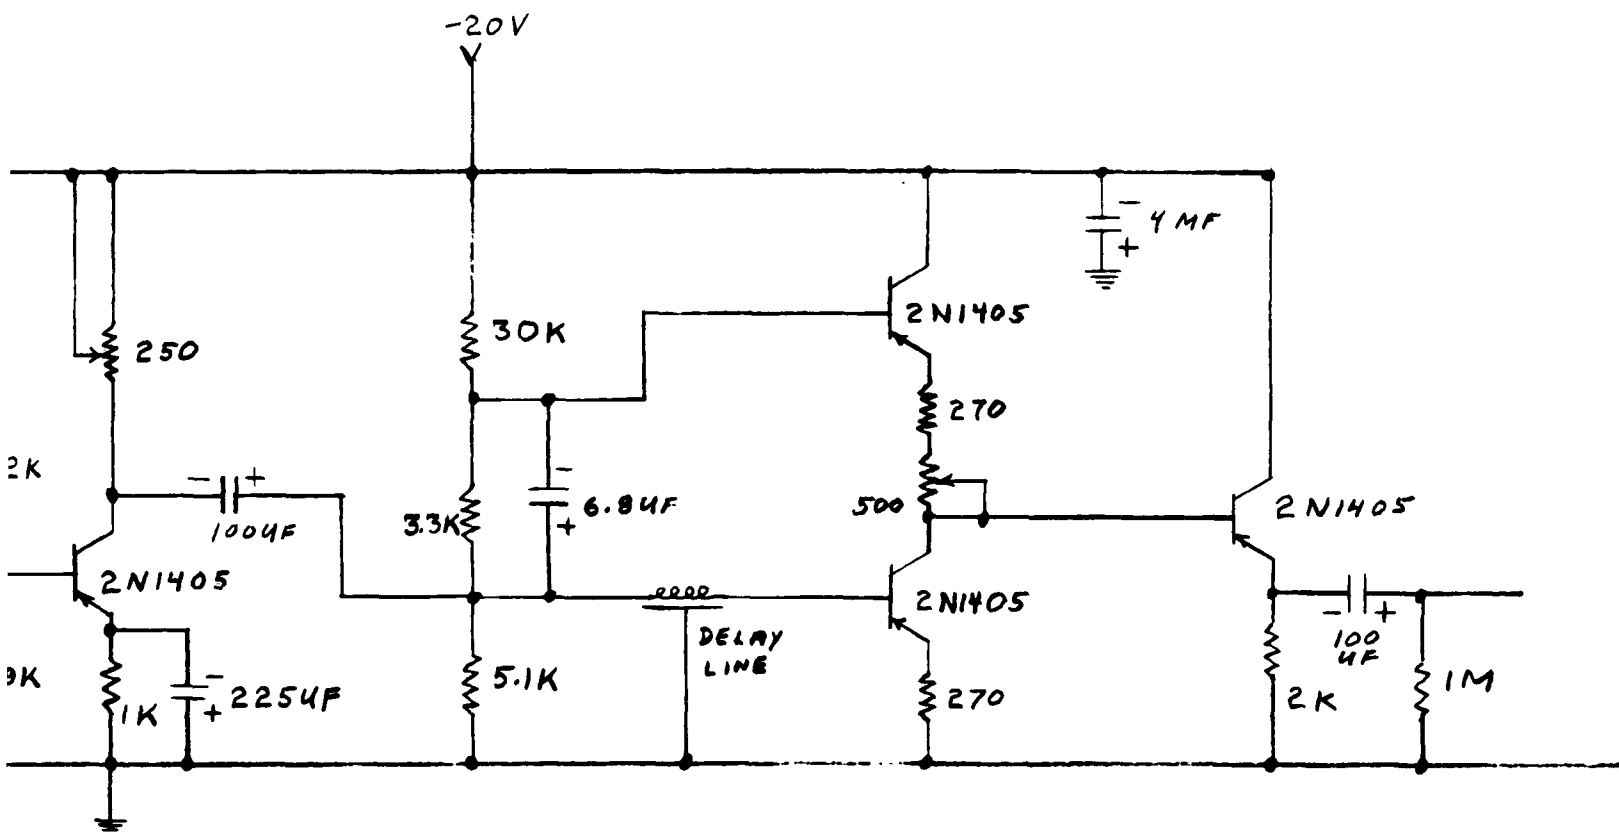 -20V
- 4 MF
+
30K
2N1405
250
270
2K
- +
100UF
3.3K
-
6.8UF
+
500
2N1405
2N1405
2N1405
DELAY
LINE
- +
100
UF
5.1K
270
2K
1M
9K
1K
- 225UF
+